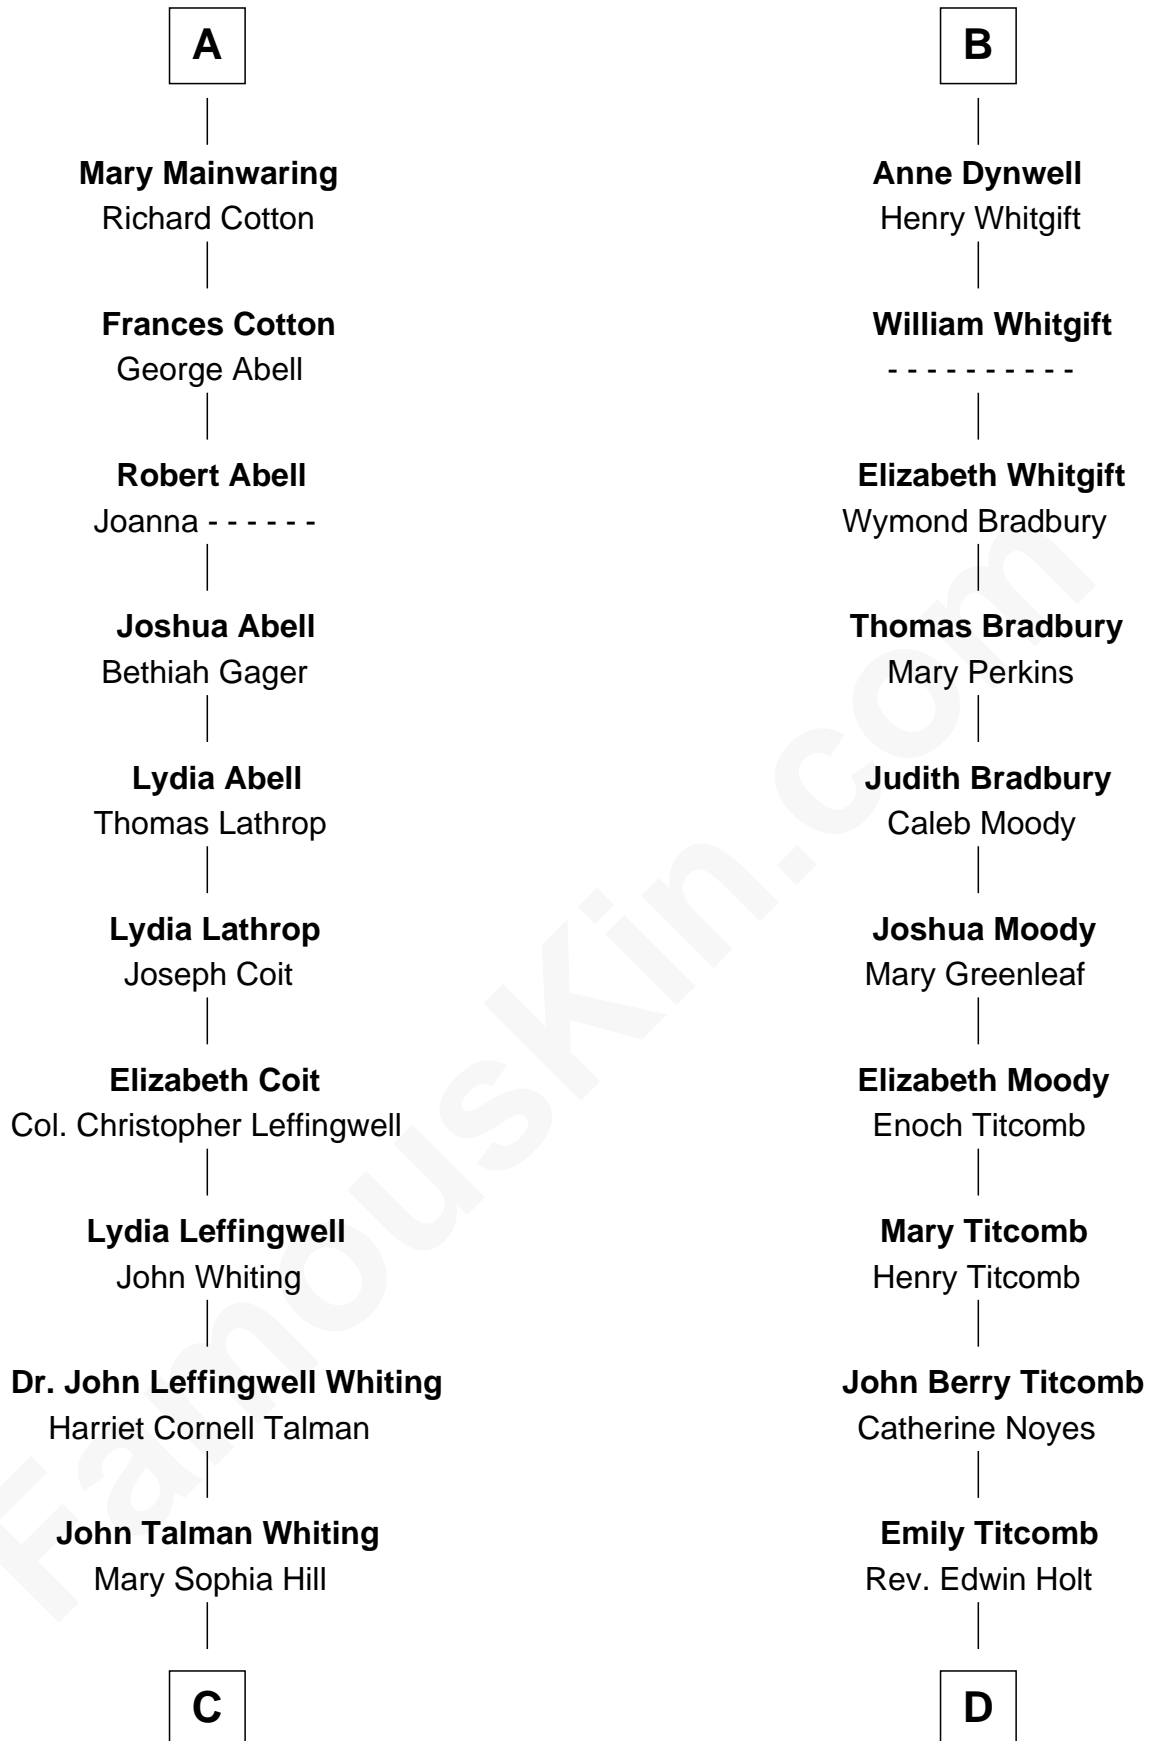 A
Mary Mainwaring
Richard Cotton
Frances Cotton
George Abell
Robert Abell
Joanna - - - - - -
Joshua Abell
Bethiah Gager
Lydia Abell
Thomas Lathrop
Lydia Lathrop
Joseph Coit
Elizabeth Coit
Col. Christopher Leffingwell
Lydia Leffingwell
John Whiting
Dr. John Leffingwell Whiting
Harriet Cornell Talman
John Talman Whiting
Mary Sophia Hill
C
B
Anne Dynwell
Henry Whitgift
William Whitgift
- - - - - - - - - -
Elizabeth Whitgift
Wymond Bradbury
Thomas Bradbury
Mary Perkins
Judith Bradbury
Caleb Moody
Joshua Moody
Mary Greenleaf
Elizabeth Moody
Enoch Titcomb
Mary Titcomb
Henry Titcomb
John Berry Titcomb
Catherine Noyes
Emily Titcomb
Rev. Edwin Holt
D
FamousKin.com